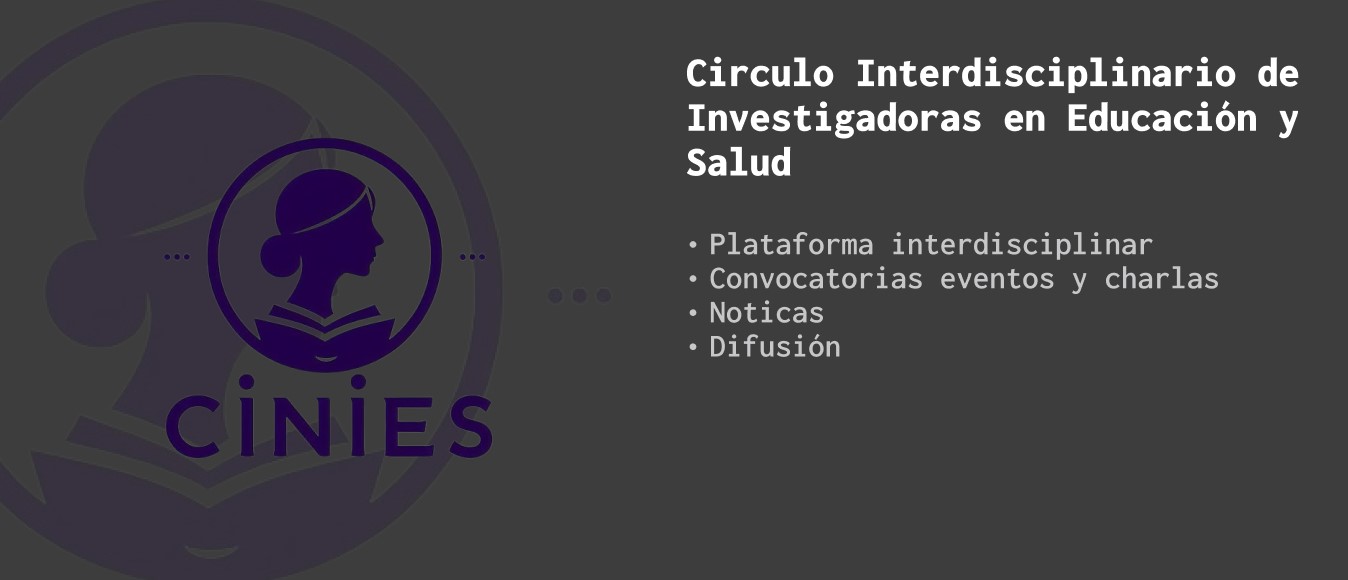 Circulo Interdisciplinario de
Investigadoras en Educación y
Salud
• Plataforma interdisciplinar
• Convocatorias eventos y charlas
• Noticas
• Difusión
CiNiES